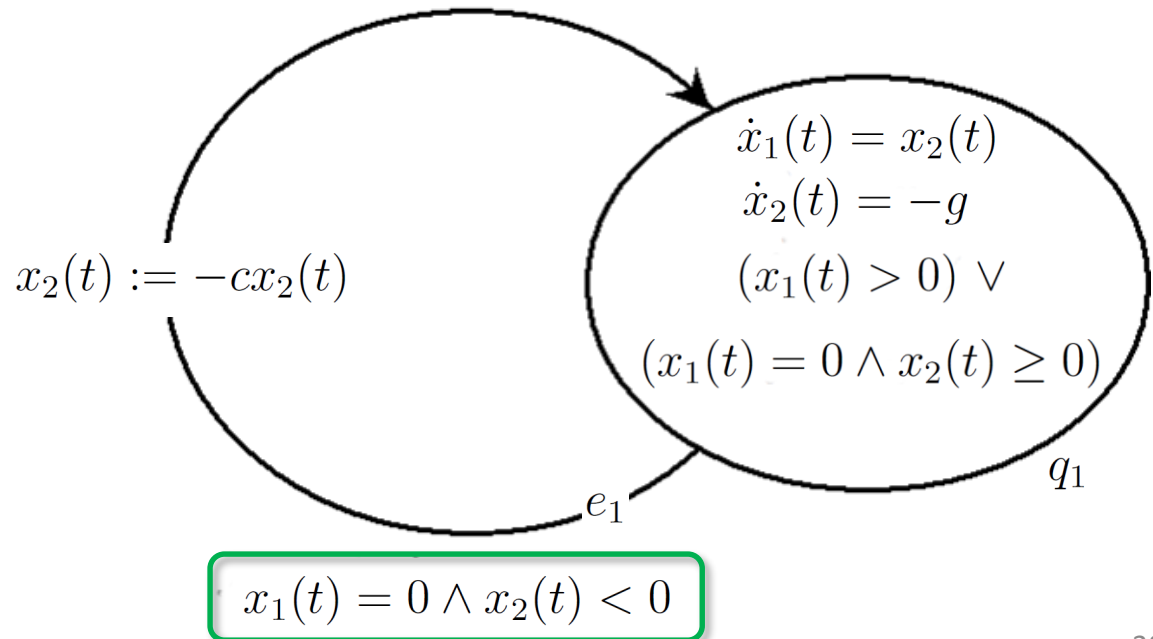 ẋ₁(t) = x₂(t)
ẋ₂(t) = −g
(x₁(t) > 0) ∨
(x₁(t) = 0 ∧ x₂(t) ≥ 0)
q₁
x₂(t) := −cx₂(t)
e₁
x₁(t) = 0 ∧ x₂(t) < 0